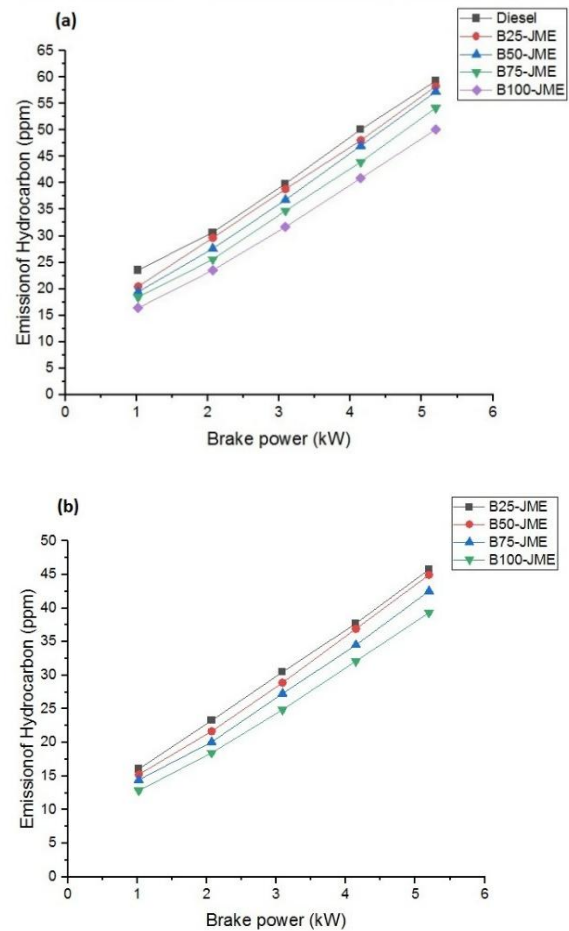 (a)
Diesel
B25-JME
B50-JME
B75-JME
B100-JME
65
60
55
50
45
40
35
30
25
20
15
10
5
0
Emissionof Hydrocarbon (ppm)
0 1 2 3 4 5 6
Brake power (kW)
(b)
B25-JME
B50-JME
B75-JME
B100-JME
50
45
40
35
30
25
20
15
10
5
0
Emissionof Hydrocarbon (ppm)
0 1 2 3 4 5 6
Brake power (kW)